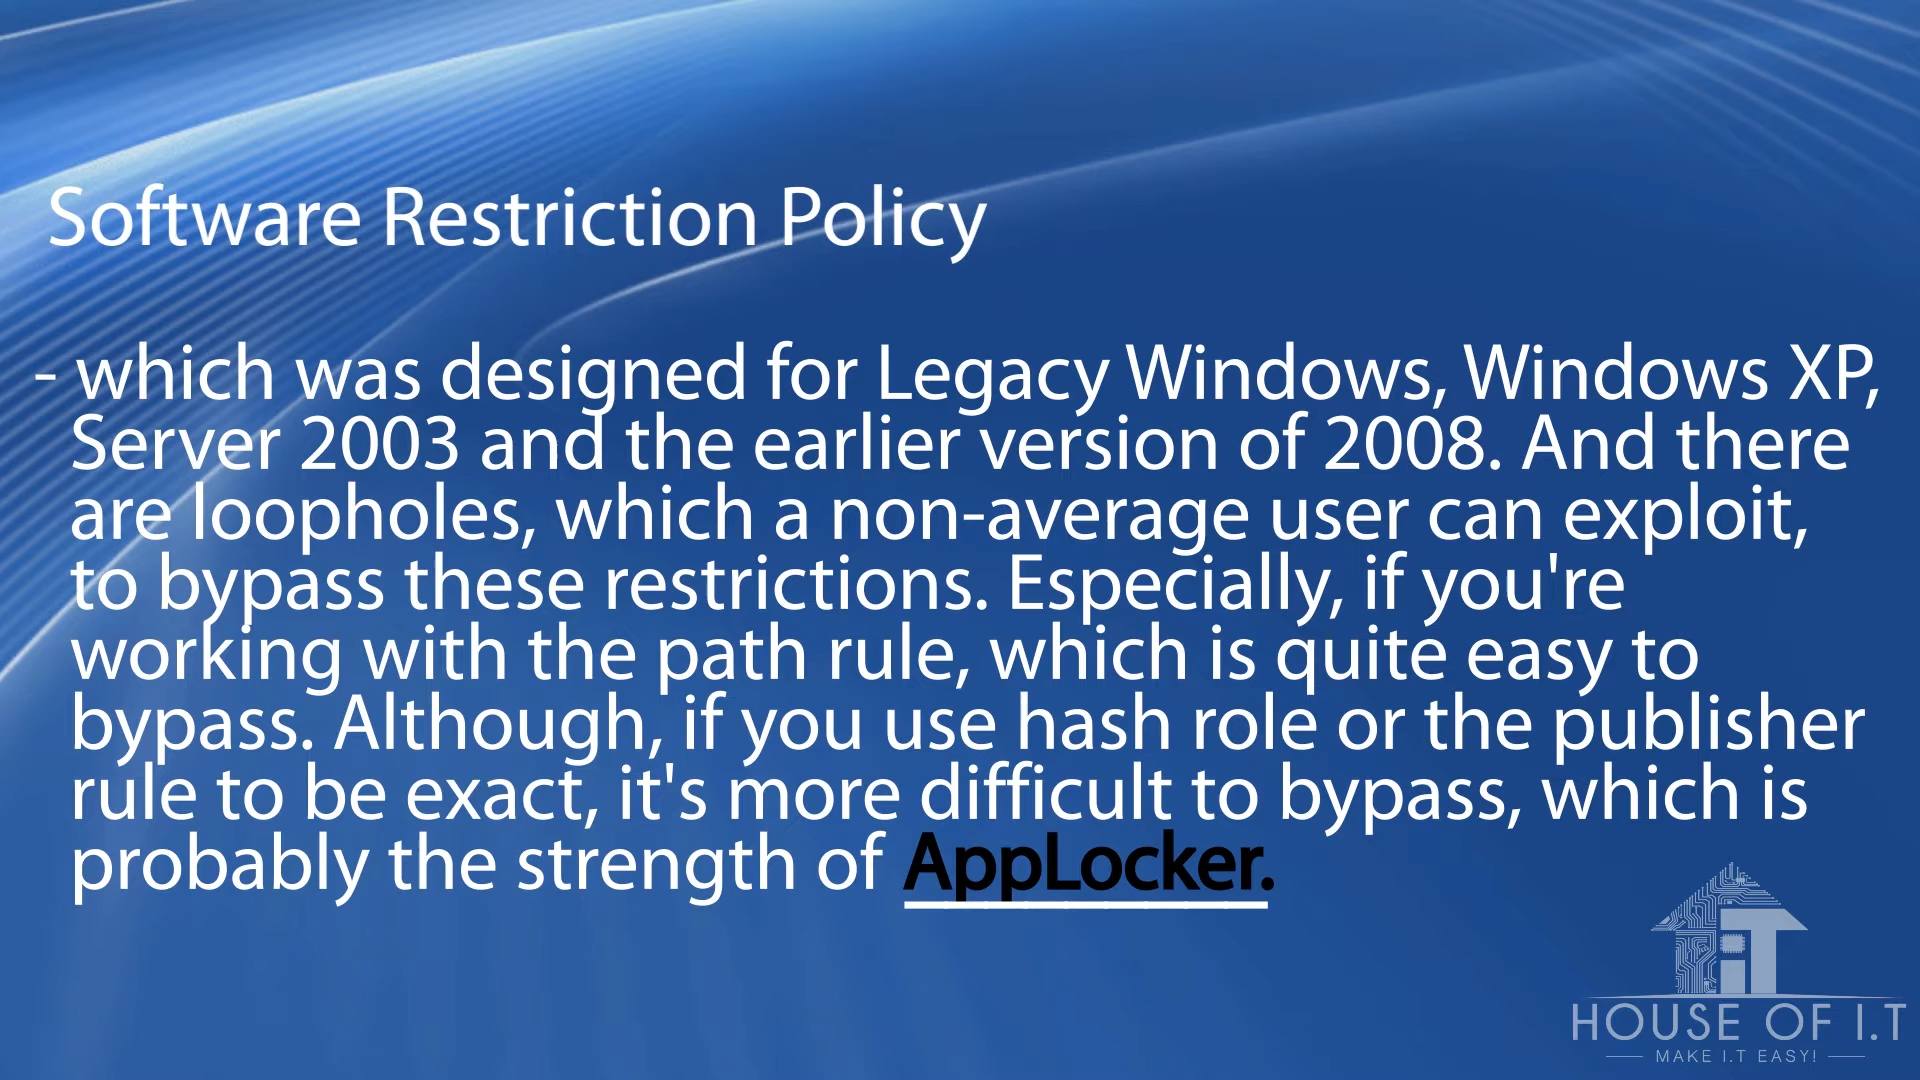 Software Restriction Policy
- which was designed for Legacy Windows, Windows XP,
Server 2003 and the earlier version of 2008. And there
are loopholes, which a non-average user can exploit,
to bypass these restrictions. Especially, if you're
working with the path rule, which is quite easy to
bypass. Although, if you use hash role or the publisher
rule to be exact, it's more difficult to bypass, which is
probably the strength of AppLocker.
iT
HOUSE OF I.T
MAKE I.T EASY!